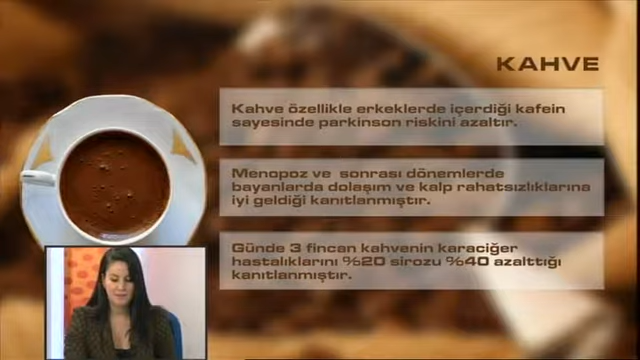 KAHVE
Kahve özellikle erkeklerde içerdiği kafein
sayesinde parkinson riskini azaltır.
Menopoz ve sonrası dönemlerde
bayanlarda dolaşım ve kalp rahatsızlıklarına
iyi geldiği kanıtlanmıştır.
Günde 3 fincan kahvenin karaciğer
hastalıklarını %20 sirozu %40 azalttığı
kanıtlanmıştır.